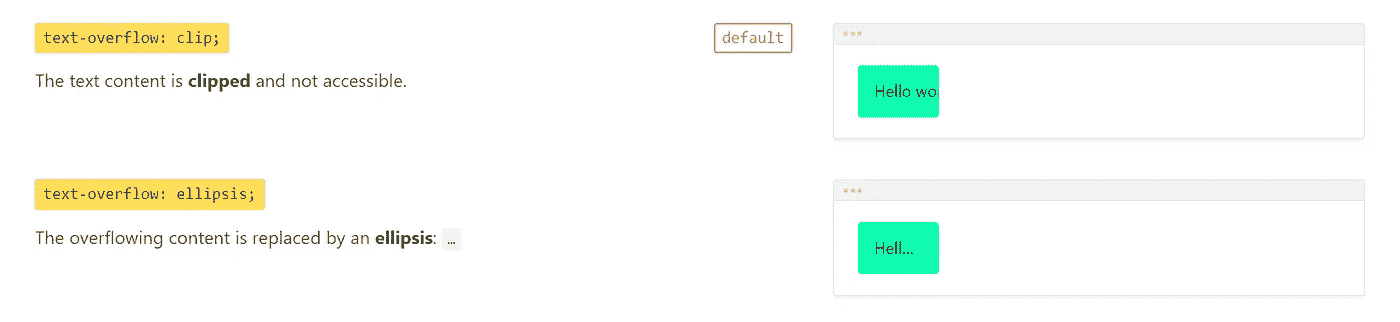 text-overflow: clip;
default
The text content is clipped and not accessible.
Hello wo
text-overflow: ellipsis;
The overflowing content is replaced by an ellipsis: …
Hell…